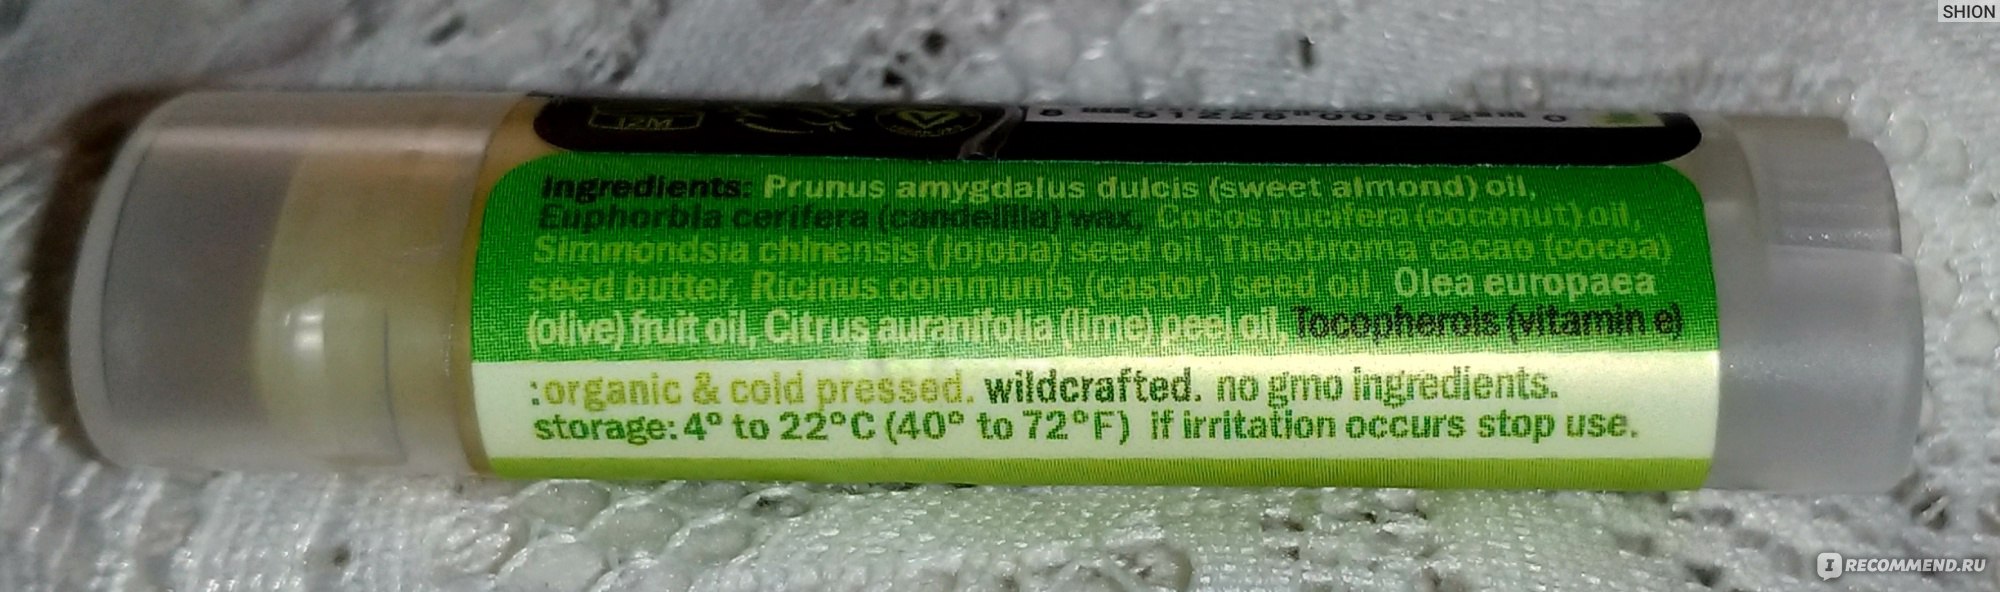 SHION
12M
Ingredients: Prunus amygdalus dulcis (sweet almond) oil,
Euphorbia cerifera (candelilla) wax, Cocos nucifera (coconut) oil,
Simmondsia chinensis (jojoba) seed oil, Theobroma cacao (cocoa)
seed butter, Ricinus communis (castor) seed oil, Olea europaea
(olive) fruit oil, Citrus auranifolia (lime) peel oil, Tocopherols (vitamin e)
:organic & cold pressed. wildcrafted. no gmo ingredients.
storage: 4° to 22°C (40° to 72°F) if irritation occurs stop use.
IRECOMMEND.RU